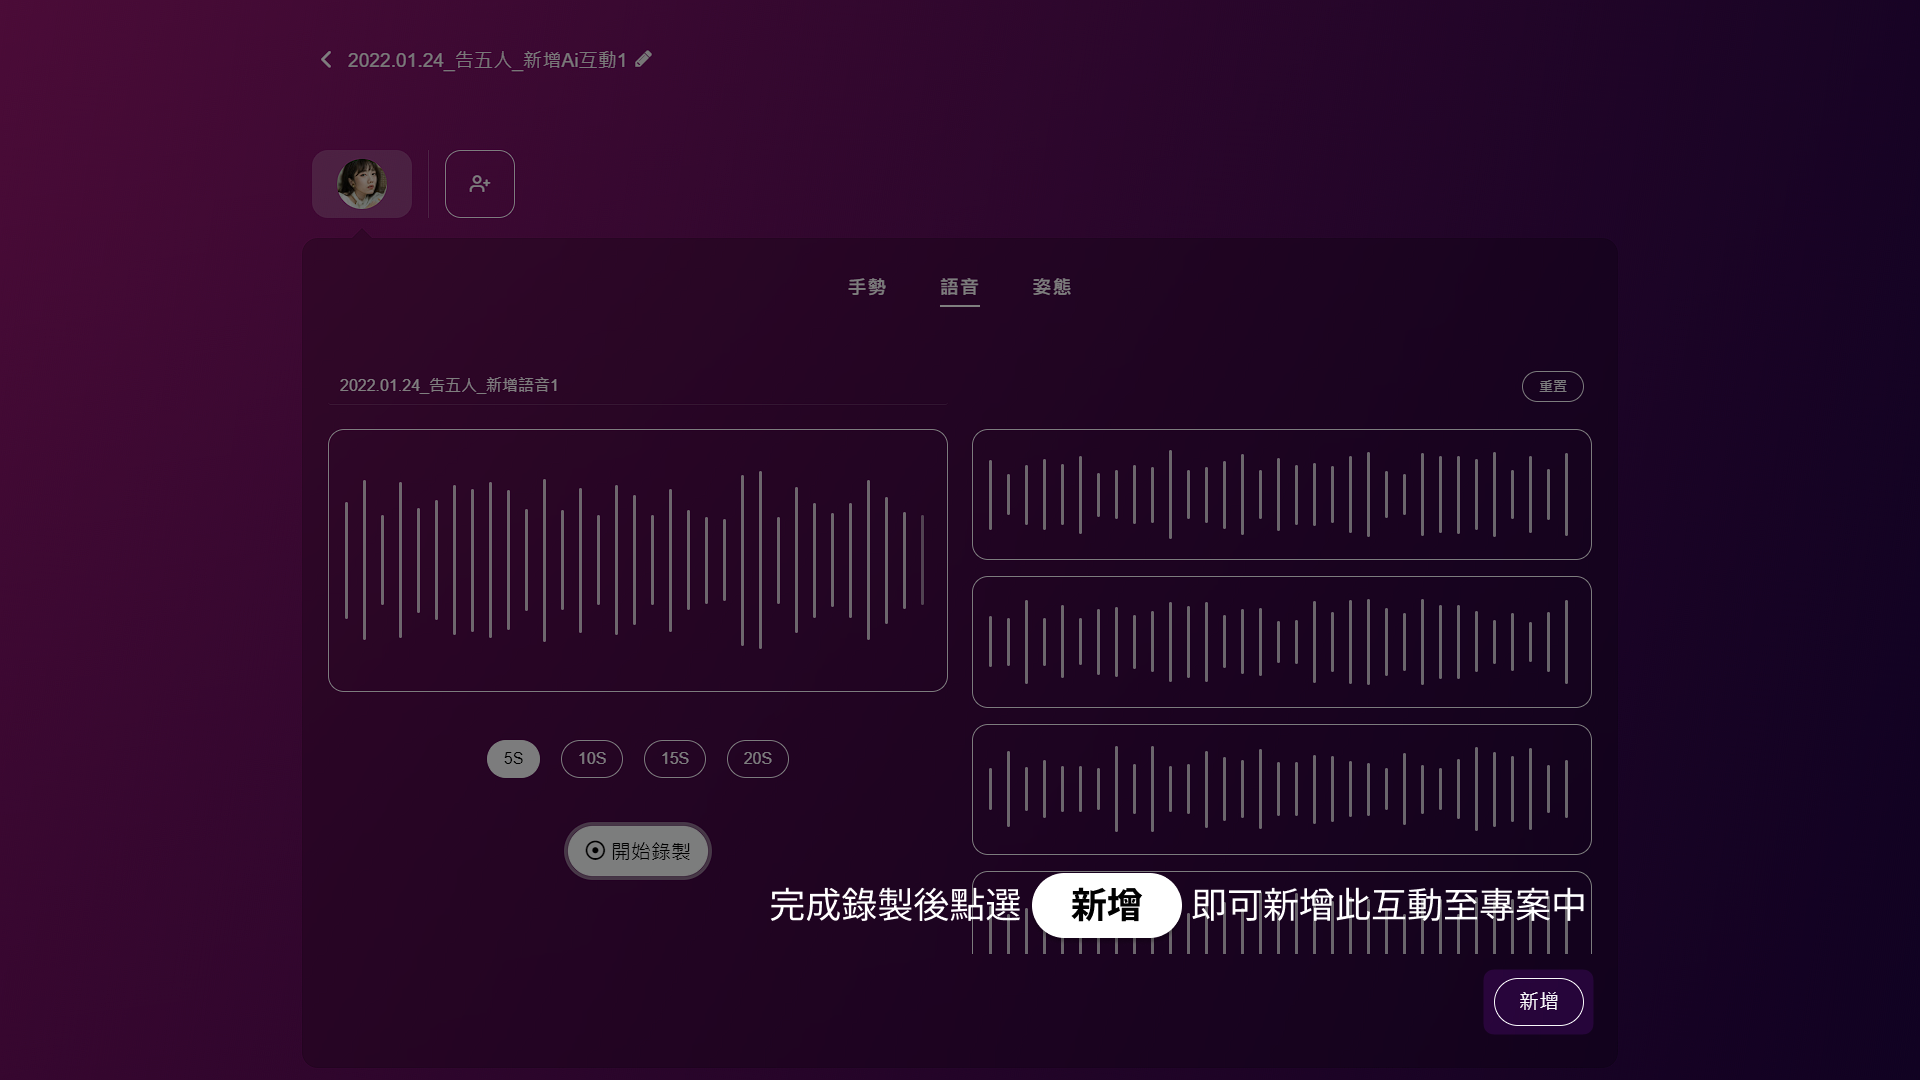 2022.01.24_告五人_新增Ai互動1
手勢 語音 姿態
2022.01.24_告五人_新增語音1
重置
5S 10S 15S 20S
開始錄製
完成錄製後點選 新增 即可新增此互動至專案中
新增